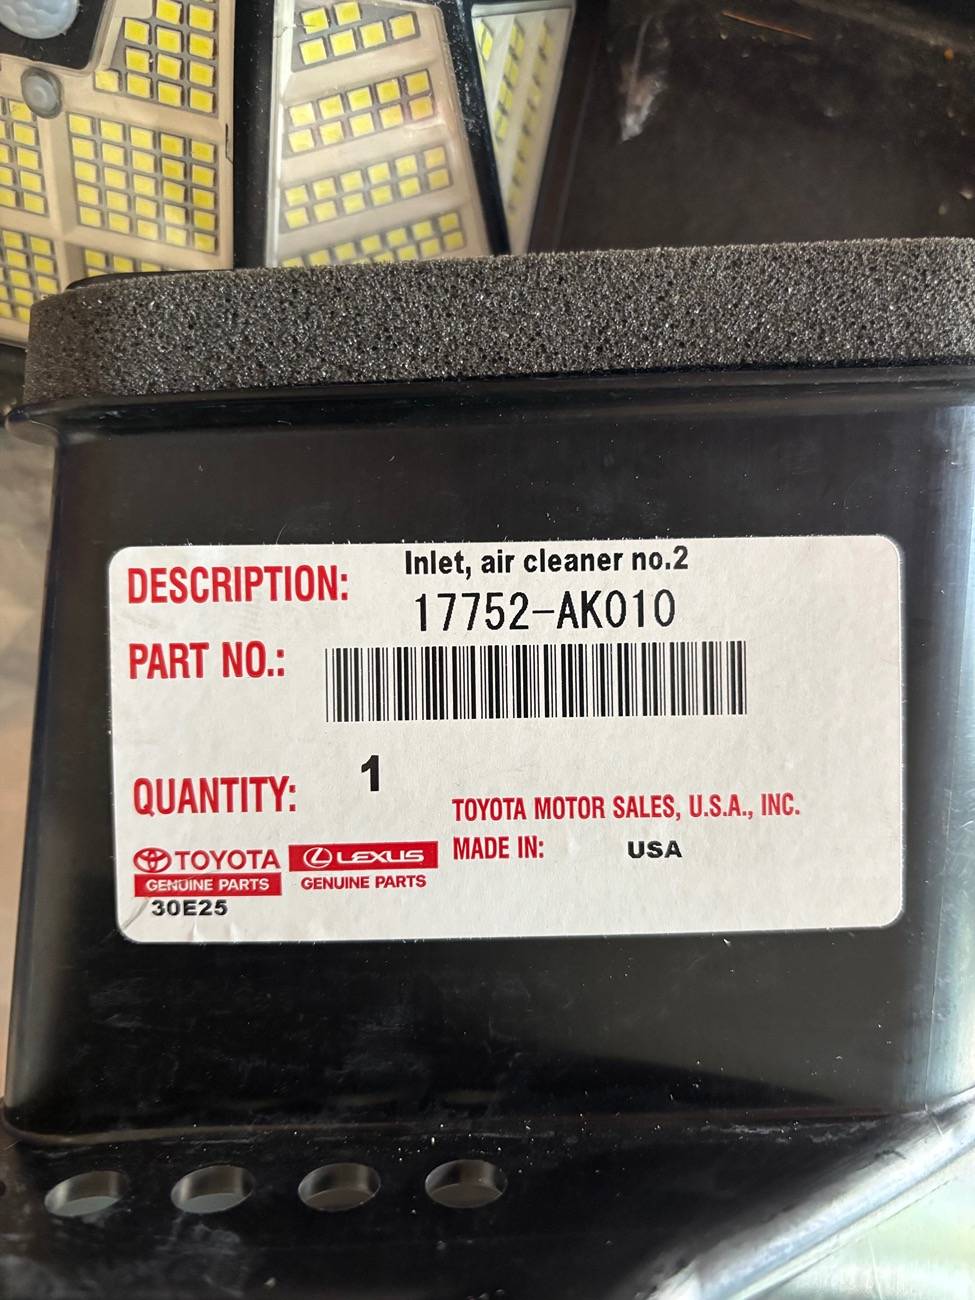 DESCRIPTION: Inlet, air cleaner no.2
17752-AK010
PART NO.:
QUANTITY: 1
TOYOTA MOTOR SALES, U.S.A., INC.
MADE IN: USA
TOYOTA LEXUS
GENUINE PARTS GENUINE PARTS
30E25